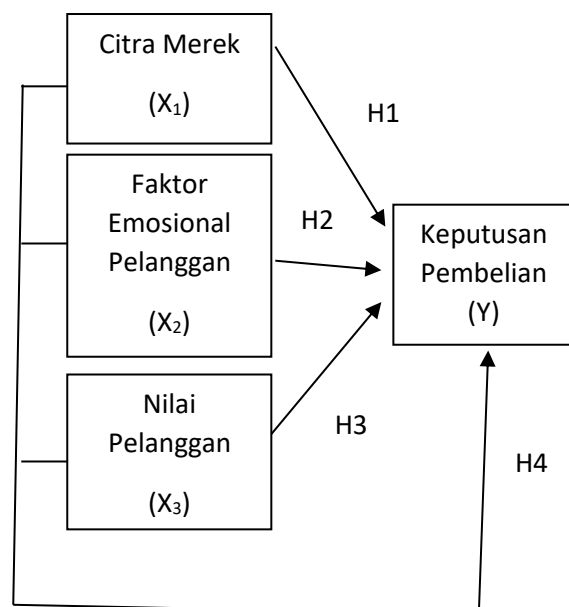 Citra Merek
(X₁)
H1
Faktor
Emosional
Pelanggan
(X₂)
H2
Keputusan
Pembelian
(Y)
Nilai
Pelanggan
(X₃)
H3
H4